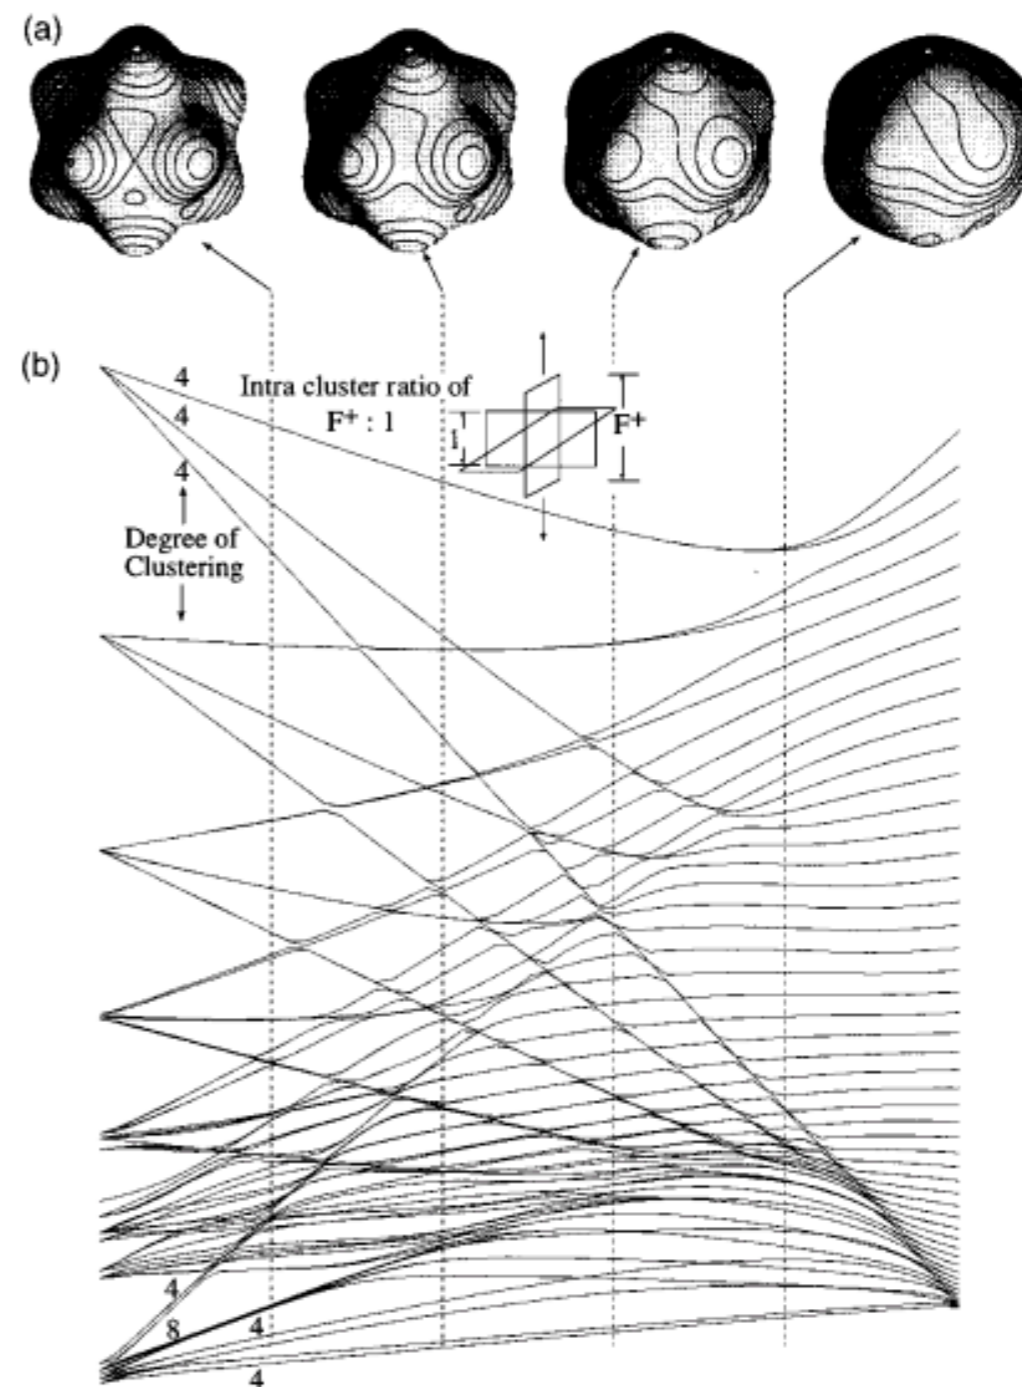 (a)
(b)
4
Intra cluster ratio of
F⁺ : 1
4
1
F⁺
4
Degree of
Clustering
4
8
4
4